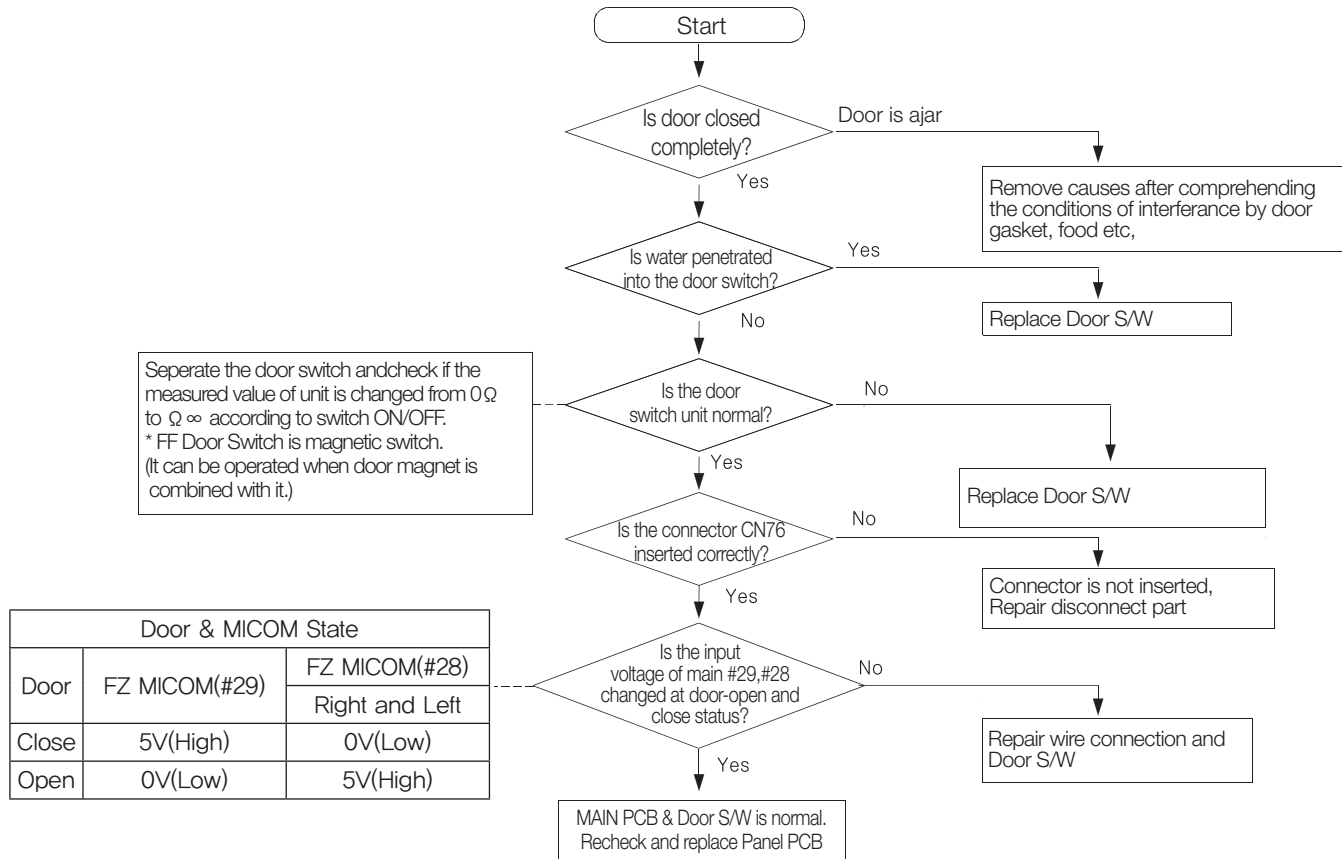 Start
Is door closed
completely?
Door is ajar
Yes
Remove causes after comprehending
the conditions of interferance by door
gasket, food etc,
Is water penetrated
into the door switch?
Yes
No
Replace Door S/W
Seperate the door switch andcheck if the
measured value of unit is changed from 0Ω
to Ω ∞ according to switch ON/OFF.
* FF Door Switch is magnetic switch.
(It can be operated when door magnet is
combined with it.)
Is the door
switch unit normal?
No
Yes
Replace Door S/W
Is the connector CN76
inserted correctly?
No
Yes
Connector is not inserted,
Repair disconnect part
Door & MICOM State
Door FZ MICOM(#29) FZ MICOM(#28)
Right and Left
Close 5V(High) 0V(Low)
Open 0V(Low) 5V(High)
Is the input
voltage of main #29,#28
changed at door-open and
close status?
No
Yes
Repair wire connection and
Door S/W
MAIN PCB & Door S/W is normal.
Recheck and replace Panel PCB